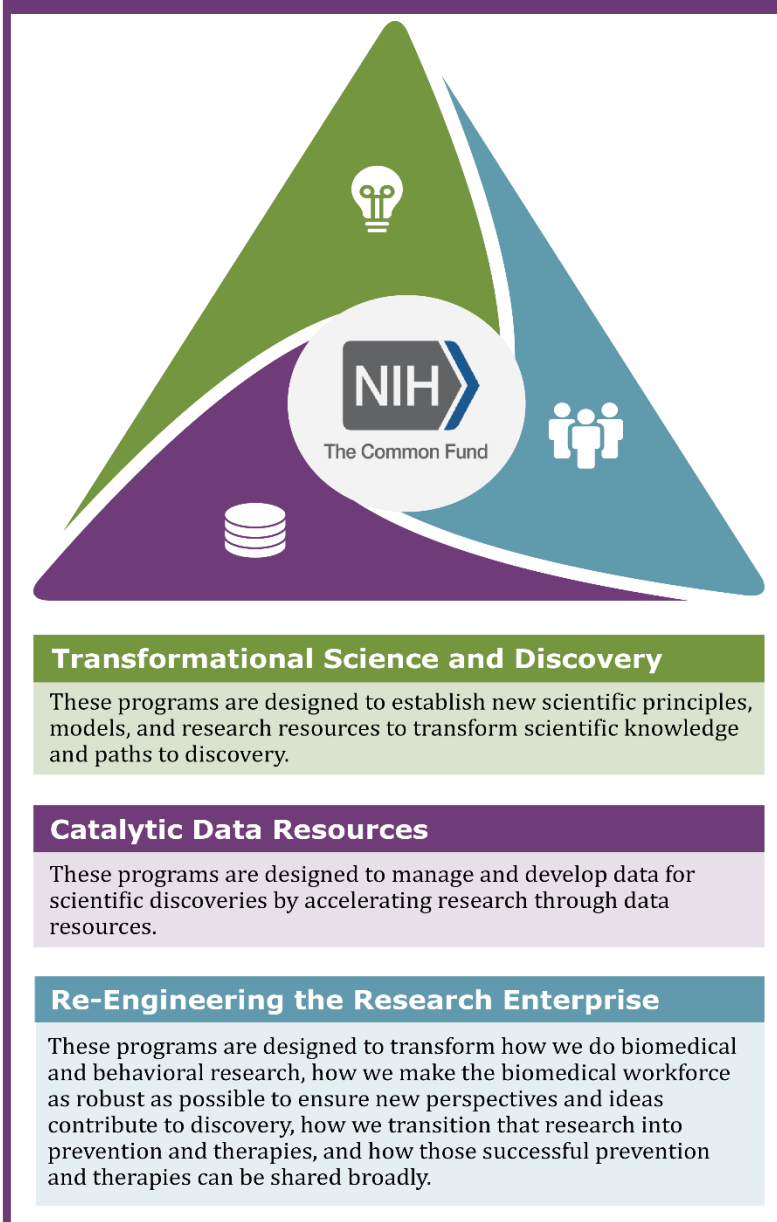 NIH
The Common Fund
Transformational Science and Discovery
These programs are designed to establish new scientific principles,
models, and research resources to transform scientific knowledge
and paths to discovery.
Catalytic Data Resources
These programs are designed to manage and develop data for
scientific discoveries by accelerating research through data
resources.
Re-Engineering the Research Enterprise
These programs are designed to transform how we do biomedical
and behavioral research, how we make the biomedical workforce
as robust as possible to ensure new perspectives and ideas
contribute to discovery, how we transition that research into
prevention and therapies, and how those successful prevention
and therapies can be shared broadly.